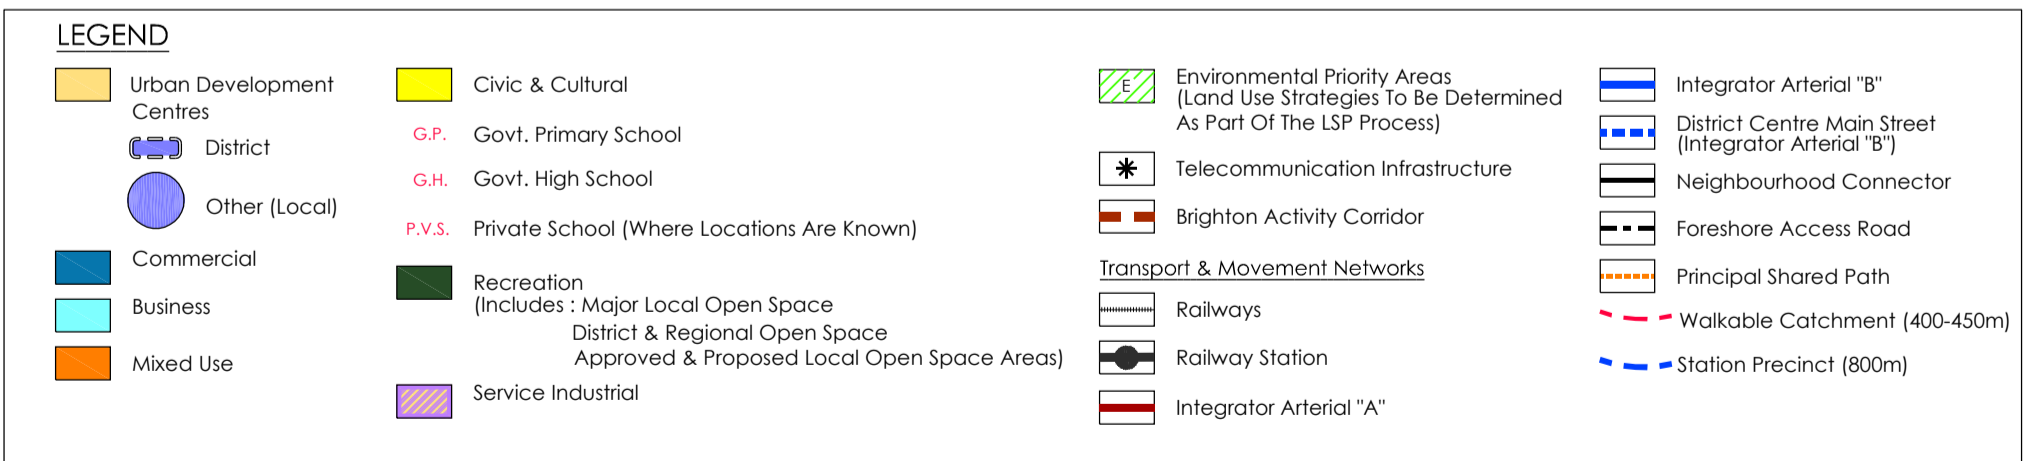 LEGEND
Urban Development
Centres
District
Other (Local)
Commercial
Business
Mixed Use
Civic & Cultural
G.P. Govt. Primary School
G.H. Govt. High School
P.V.S. Private School (Where Locations Are Known)
Recreation
(Includes : Major Local Open Space
District & Regional Open Space
Approved & Proposed Local Open Space Areas)
Service Industrial
E Environmental Priority Areas
(Land Use Strategies To Be Determined
As Part Of The LSP Process)
Telecommunication Infrastructure
Brighton Activity Corridor
Transport & Movement Networks
Railways
Railway Station
Integrator Arterial "A"
Integrator Arterial "B"
District Centre Main Street
(Integrator Arterial "B")
Neighbourhood Connector
Foreshore Access Road
Principal Shared Path
Walkable Catchment (400-450m)
Station Precinct (800m)